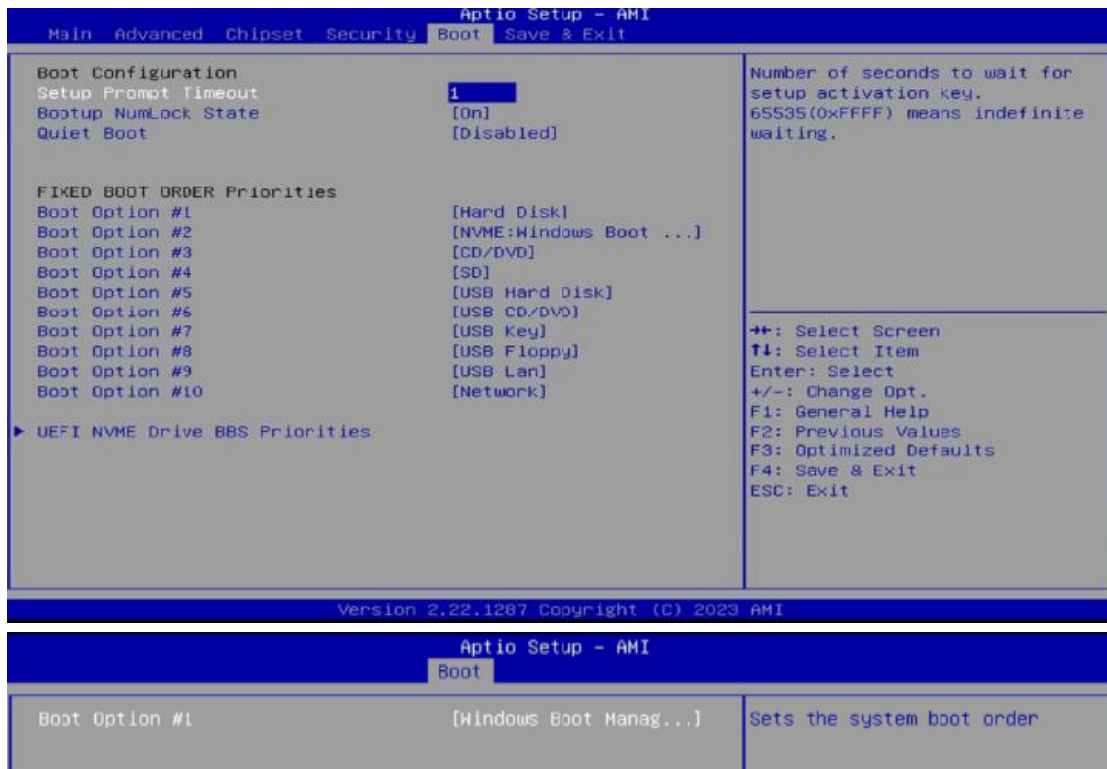 Aptio Setup - AMI
Main Advanced Chipset Security Boot Save & Exit
Boot Configuration
Setup Prompt Timeout 1
Bootup NumLock State [On]
Quiet Boot [Disabled]
FIXED BOOT ORDER Priorities
Boot Option #1 [Hard Disk]
Boot Option #2 [NVME:Windows Boot ...]
Boot Option #3 [CD/DVD]
Boot Option #4 [SD]
Boot Option #5 [USB Hard Disk]
Boot Option #6 [USB CD/DVD]
Boot Option #7 [USB Key]
Boot Option #8 [USB Floppy]
Boot Option #9 [USB Lan]
Boot Option #10 [Network]
▶ UEFI NVME Drive BBS Priorities
Number of seconds to wait for
setup activation key.
65535(0xFFFF) means indefinite
waiting.
→←: Select Screen
↑↓: Select Item
Enter: Select
+/-: Change Opt.
F1: General Help
F2: Previous Values
F3: Optimized Defaults
F4: Save & Exit
ESC: Exit
Version 2.22.1287 Copyright (C) 2023 AMI
Aptio Setup - AMI
Boot
Boot Option #1 [Windows Boot Manag...]
Sets the system boot order